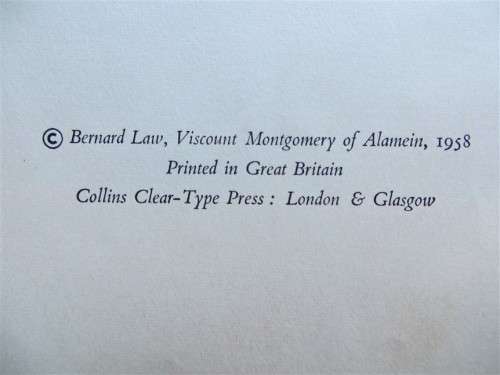 © Bernard Law, Viscount Montgomery of Alamein, 1958
Printed in Great Britain
Collins Clear-Type Press : London & Glasgow